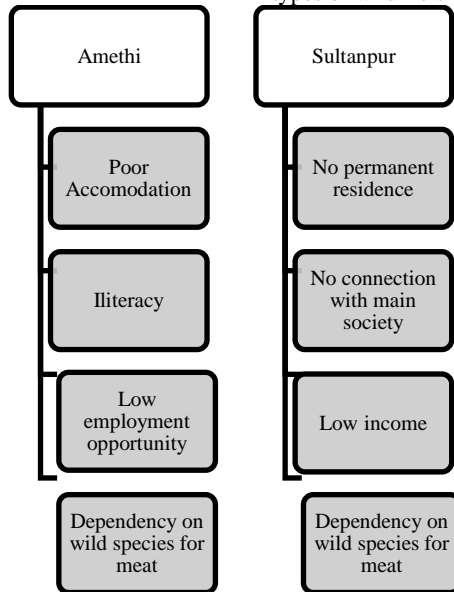 Amethi
Poor
Accomodation
Iliteracy
Low
employment
opportunity
Dependency on
wild species for
meat
Sultanpur
No permanent
residence
No connection
with main
society
Low income
Dependency on
wild species for
meat